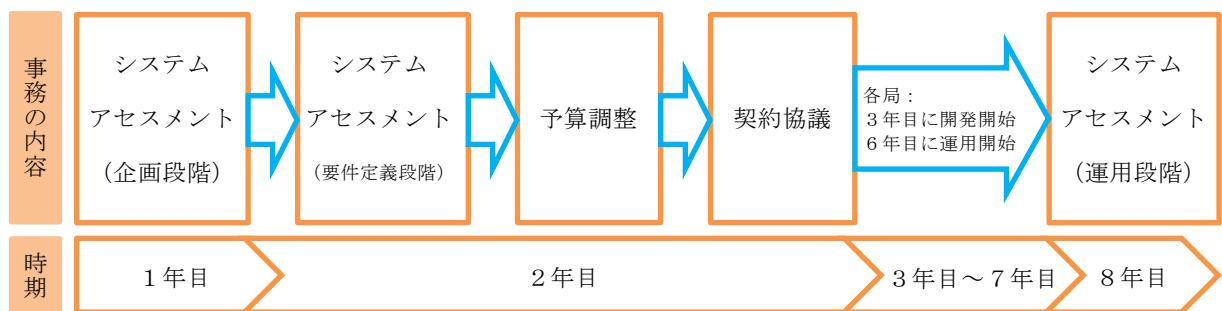 事務の内容
システム
アセスメント
（企画段階）
システム
アセスメント
（要件定義段階）
予算調整
契約協議
各局：
３年目に開発開始
６年目に運用開始
システム
アセスメント
（運用段階）
時期
１年目
２年目
３年目～７年目
８年目